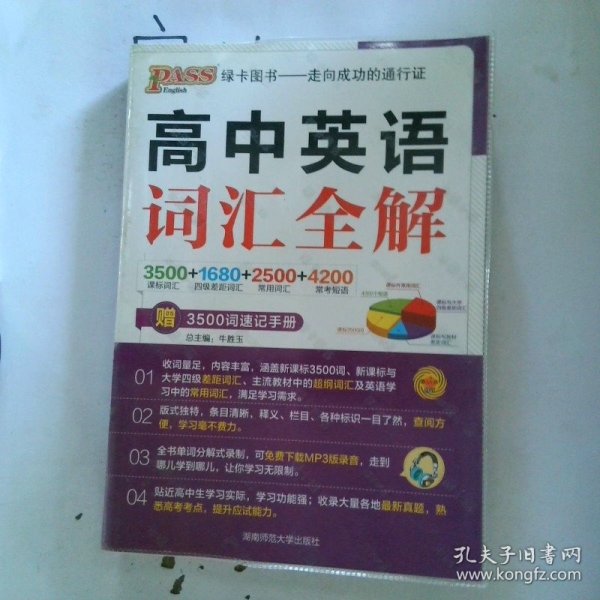 PASS 绿卡图书——走向成功的通行证
English
高中英语
词汇全解
3500+1680+2500+4200
课标词汇 四级差距词汇 常用词汇 常考短语
赠 3500词速记手册
总主编：牛胜玉
01 收词量足，内容丰富，涵盖新课标3500词、新课标与
大学四级差距词汇、主流教材中的超纲词汇及英语学
习中的常用词汇，满足学习需求。
02 版式独特，条目清晰，释义、栏目、各种标识一目了然，查阅方
便，学习毫不费力。
03 全书单词分解式录制，可免费下载MP3版录音，走到
哪儿学到哪儿，让你学习无限制。
04 贴近高中生学习实际，学习功能强；收录大量各地最新真题，熟
悉高考考点，提升应试能力。
湖南师范大学出版社
孔夫子旧书网
www.kongfz.com